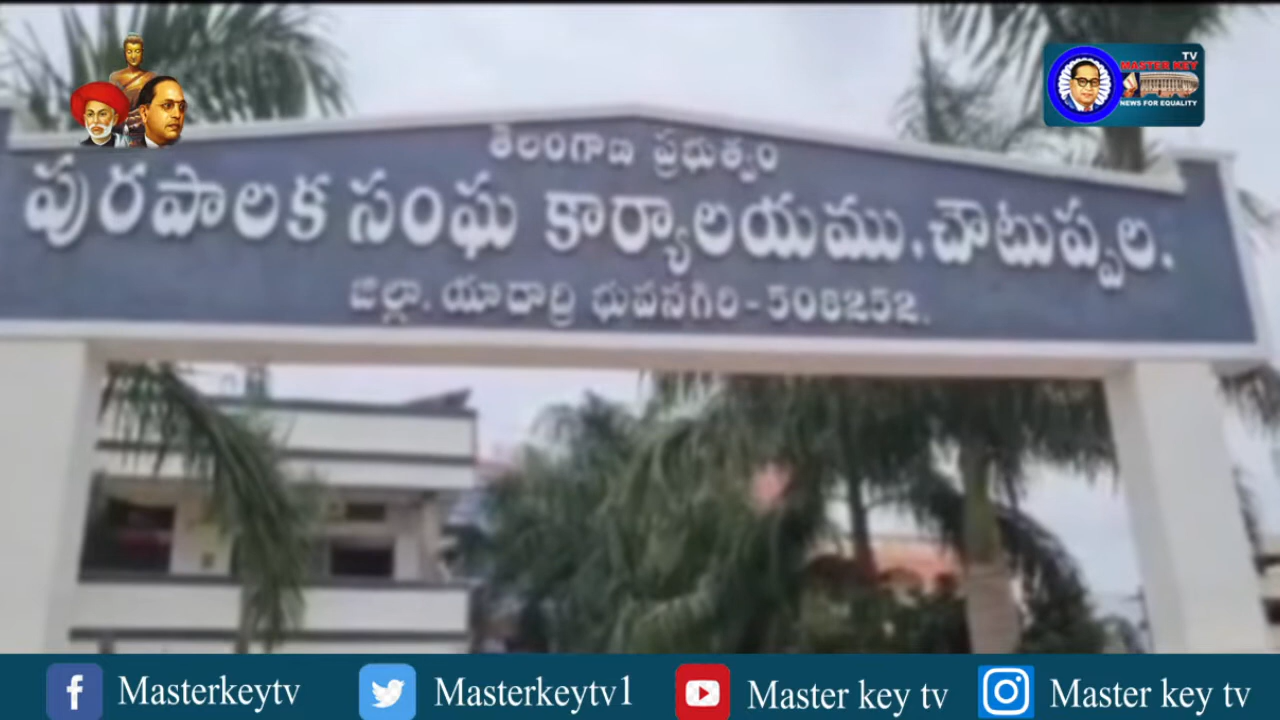 TV
MASTER KEY
NEWS FOR EQUALITY
తెలంగాణ ప్రభుత్వం
పురపాలక సంఘ కార్యాలయము, చౌటుప్పల.
జిల్లా. యాదాద్రి భువనగిరి-508252.
Masterkeytv
Masterkeytv1
Master key tv
Master key tv